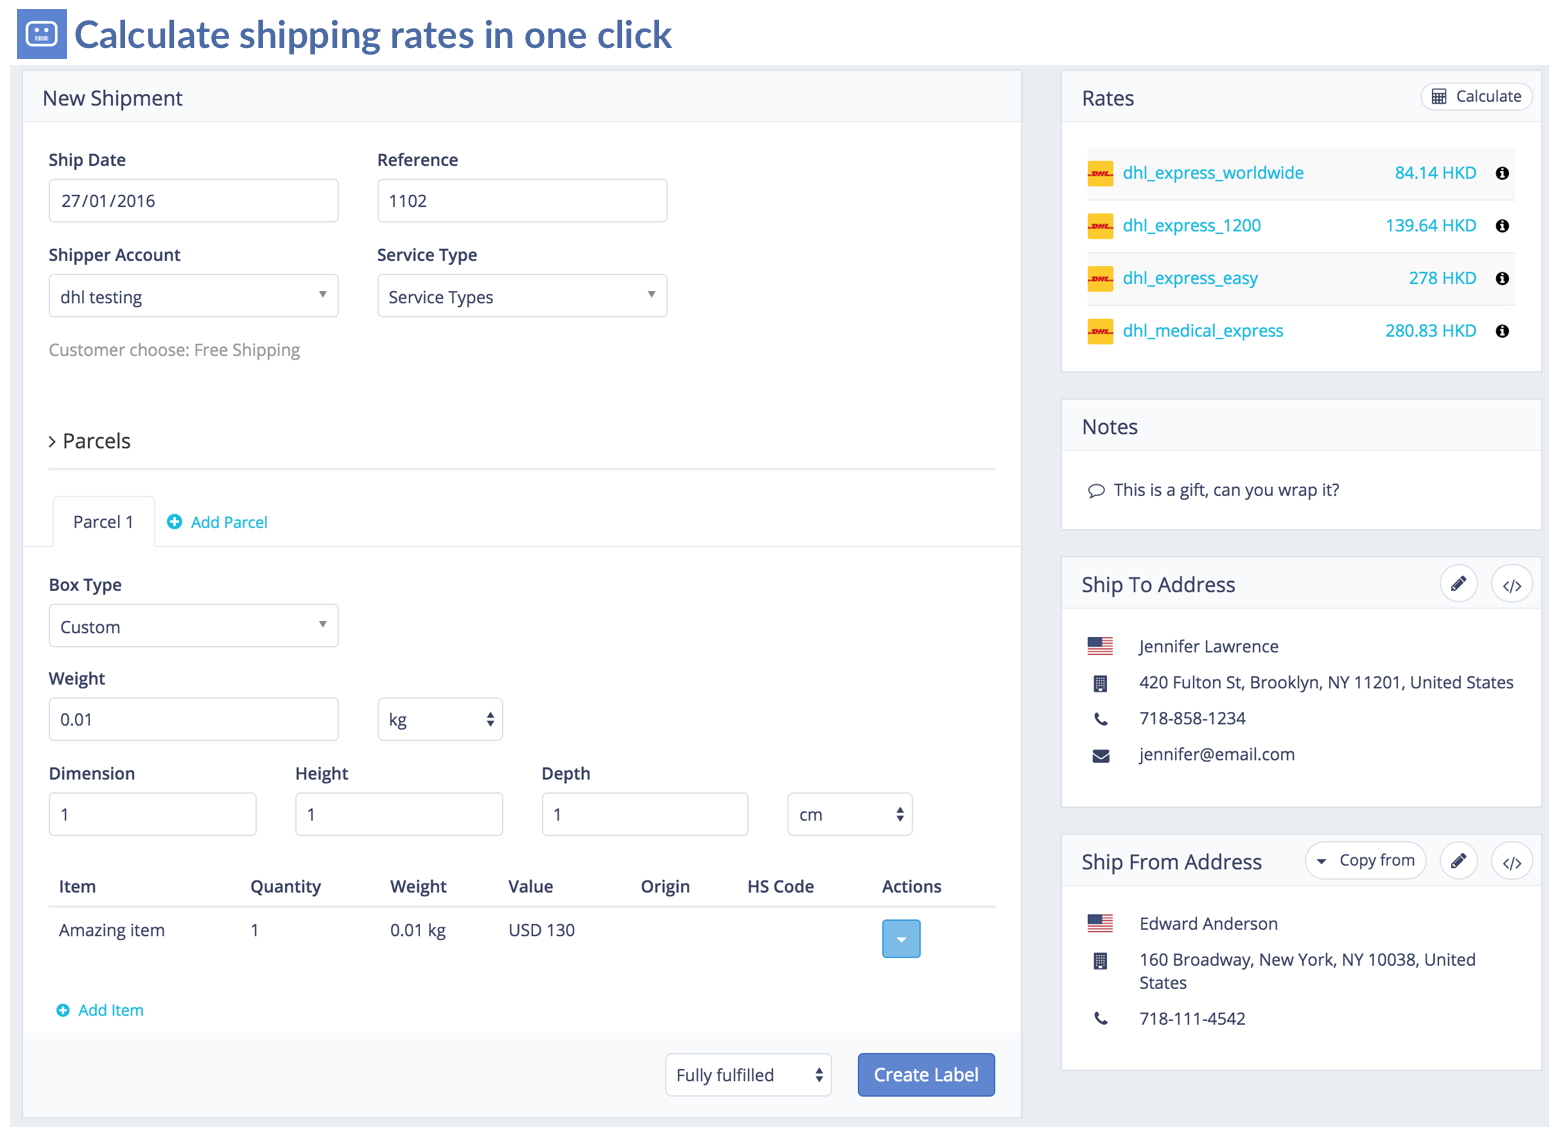 Calculate shipping rates in one click
New Shipment
Ship Date
Reference
27/01/2016
1102
Shipper Account
Service Type
dhl testing
Service Types
Customer choose: Free Shipping
Parcels
Parcel 1
Add Parcel
Box Type
Custom
Weight
0.01
kg
Dimension
Height
Depth
1
1
1
cm
Item Quantity Weight Value Origin HS Code Actions
Amazing item 1 0.01 kg USD 130
Add Item
Fully fulfilled
Create Label
Rates
Calculate
DHL dhl_express_worldwide 84.14 HKD
DHL dhl_express_1200 139.64 HKD
DHL dhl_express_easy 278 HKD
DHL dhl_medical_express 280.83 HKD
Notes
This is a gift, can you wrap it?
Ship To Address
Jennifer Lawrence
420 Fulton St, Brooklyn, NY 11201, United States
718-858-1234
jennifer@email.com
Ship From Address
Copy from
Edward Anderson
160 Broadway, New York, NY 10038, United
States
718-111-4542